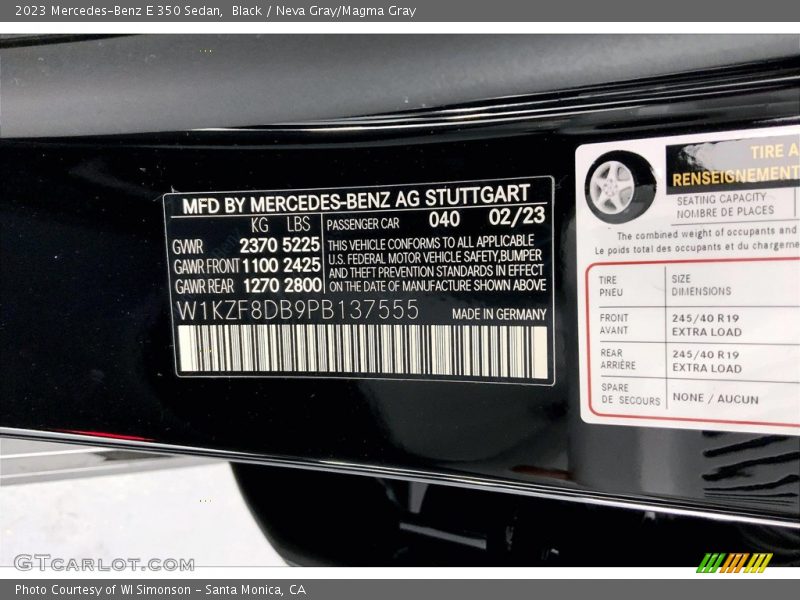 2023 Mercedes-Benz E 350 Sedan, Black / Neva Gray/Magma Gray
MFD BY MERCEDES-BENZ AG STUTTGART
KG LBS PASSENGER CAR 040 02/23
GWR 2370 5225
GAWR FRONT 1100 2425
GAWR REAR 1270 2800
THIS VEHICLE CONFORMS TO ALL APPLICABLE
U.S. FEDERAL MOTOR VEHICLE SAFETY, BUMPER
AND THEFT PREVENTION STANDARDS IN EFFECT
ON THE DATE OF MANUFACTURE SHOWN ABOVE
W1KZF8DB9PB137555 MADE IN GERMANY
TIRE A
RENSEIGNEMENT
SEATING CAPACITY
NOMBRE DE PLACES
The combined weight of occupants and
Le poids total des occupants et du chargeme
TIRE SIZE
PNEU DIMENSIONS
FRONT 245/40 R19
AVANT EXTRA LOAD
REAR 245/40 R19
ARRIÈRE EXTRA LOAD
SPARE
DE SECOURS NONE / AUCUN
GTCARLOT.COM
Photo Courtesy of WI Simonson - Santa Monica, CA